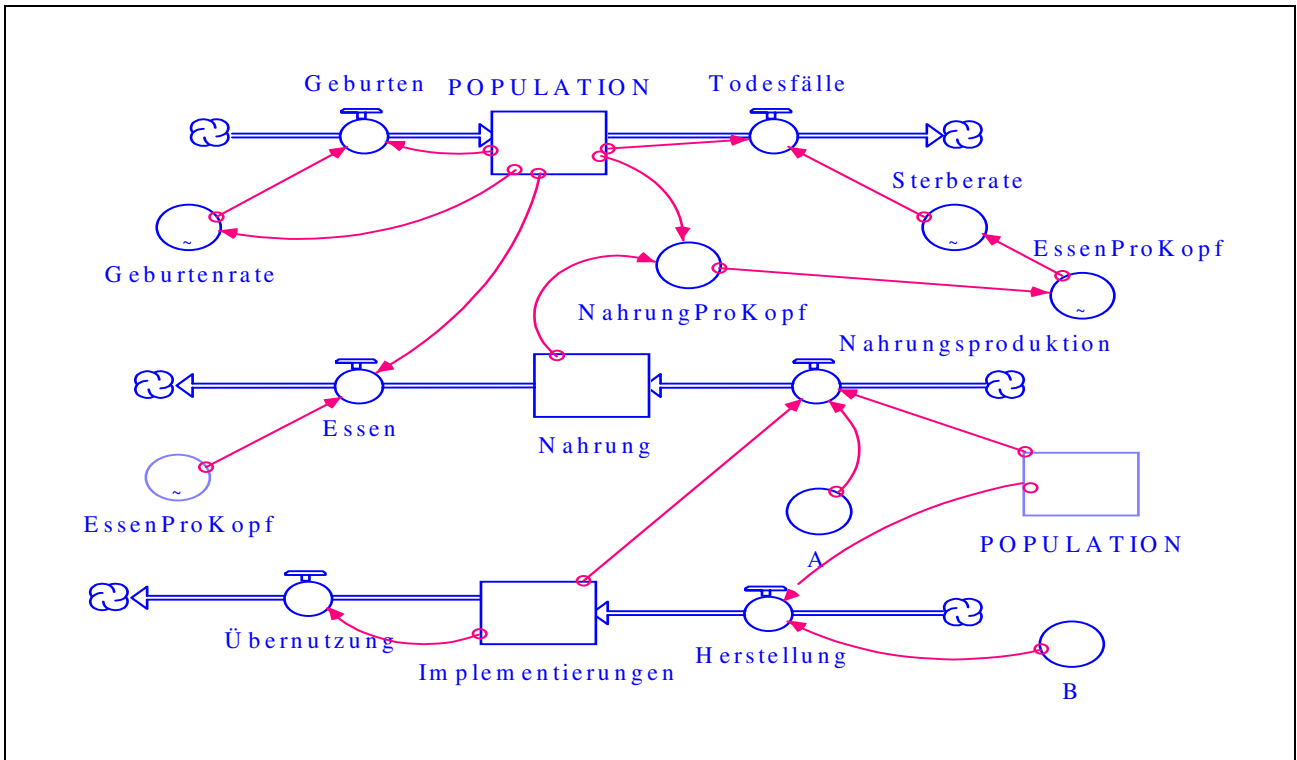 Geburten
POPULATION
Todesfälle
Sterberate
~
~
EssenProKopf
Geburtenrate
NahrungProKopf
~
Nahrungsproduktion
Essen
Nahrung
~
EssenProKopf
POPULATION
A
Übernutzung
Implementierungen
Herstellung
B